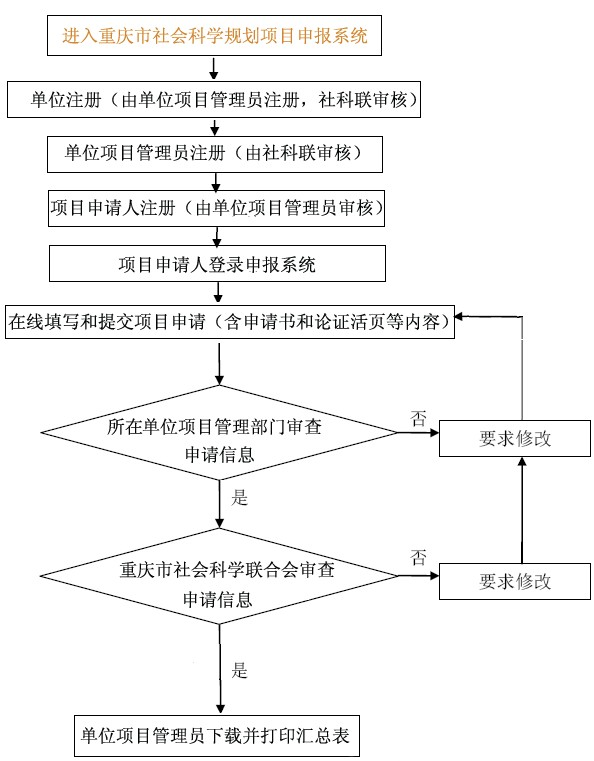 进入重庆市社会科学规划项目申报系统
单位注册（由单位项目管理员注册，社科联审核）
单位项目管理员注册（由社科联审核）
项目申请人注册（由单位项目管理员审核）
项目申请人登录申报系统
在线填写和提交项目申请（含申请书和论证活页等内容）
所在单位项目管理部门审查
申请信息
否
要求修改
是
重庆市社会科学联合会审查
申请信息
否
要求修改
是
单位项目管理员下载并打印汇总表